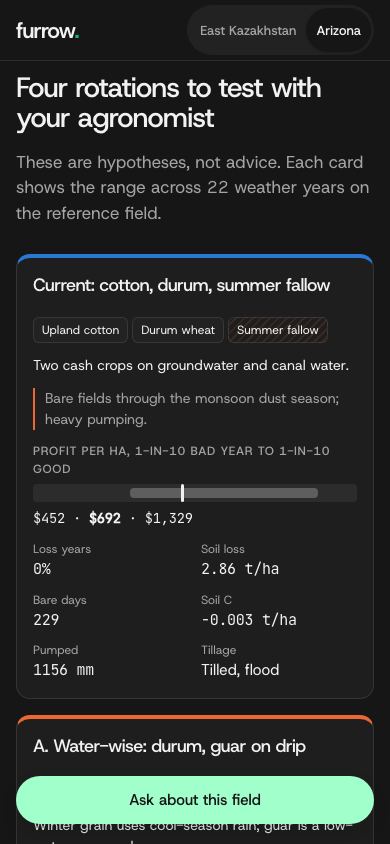 furrow.
East Kazakhstan
Arizona
Four rotations to test with
your agronomist
These are hypotheses, not advice. Each card
shows the range across 22 weather years on
the reference field.
Current: cotton, durum, summer fallow
Upland cotton
Durum wheat
Summer fallow
Two cash crops on groundwater and canal water.
Bare fields through the monsoon dust season;
heavy pumping.
PROFIT PER HA, 1-IN-10 BAD YEAR TO 1-IN-10
GOOD
$452 · $692 · $1,329
Loss years
0%
Soil loss
2.86 t/ha
Bare days
229
Soil C
-0.003 t/ha
Pumped
1156 mm
Tillage
Tilled, flood
A. Water-wise: durum, guar on drip
Ask about this field
Winter grain uses cool-season rain; guar is a low-